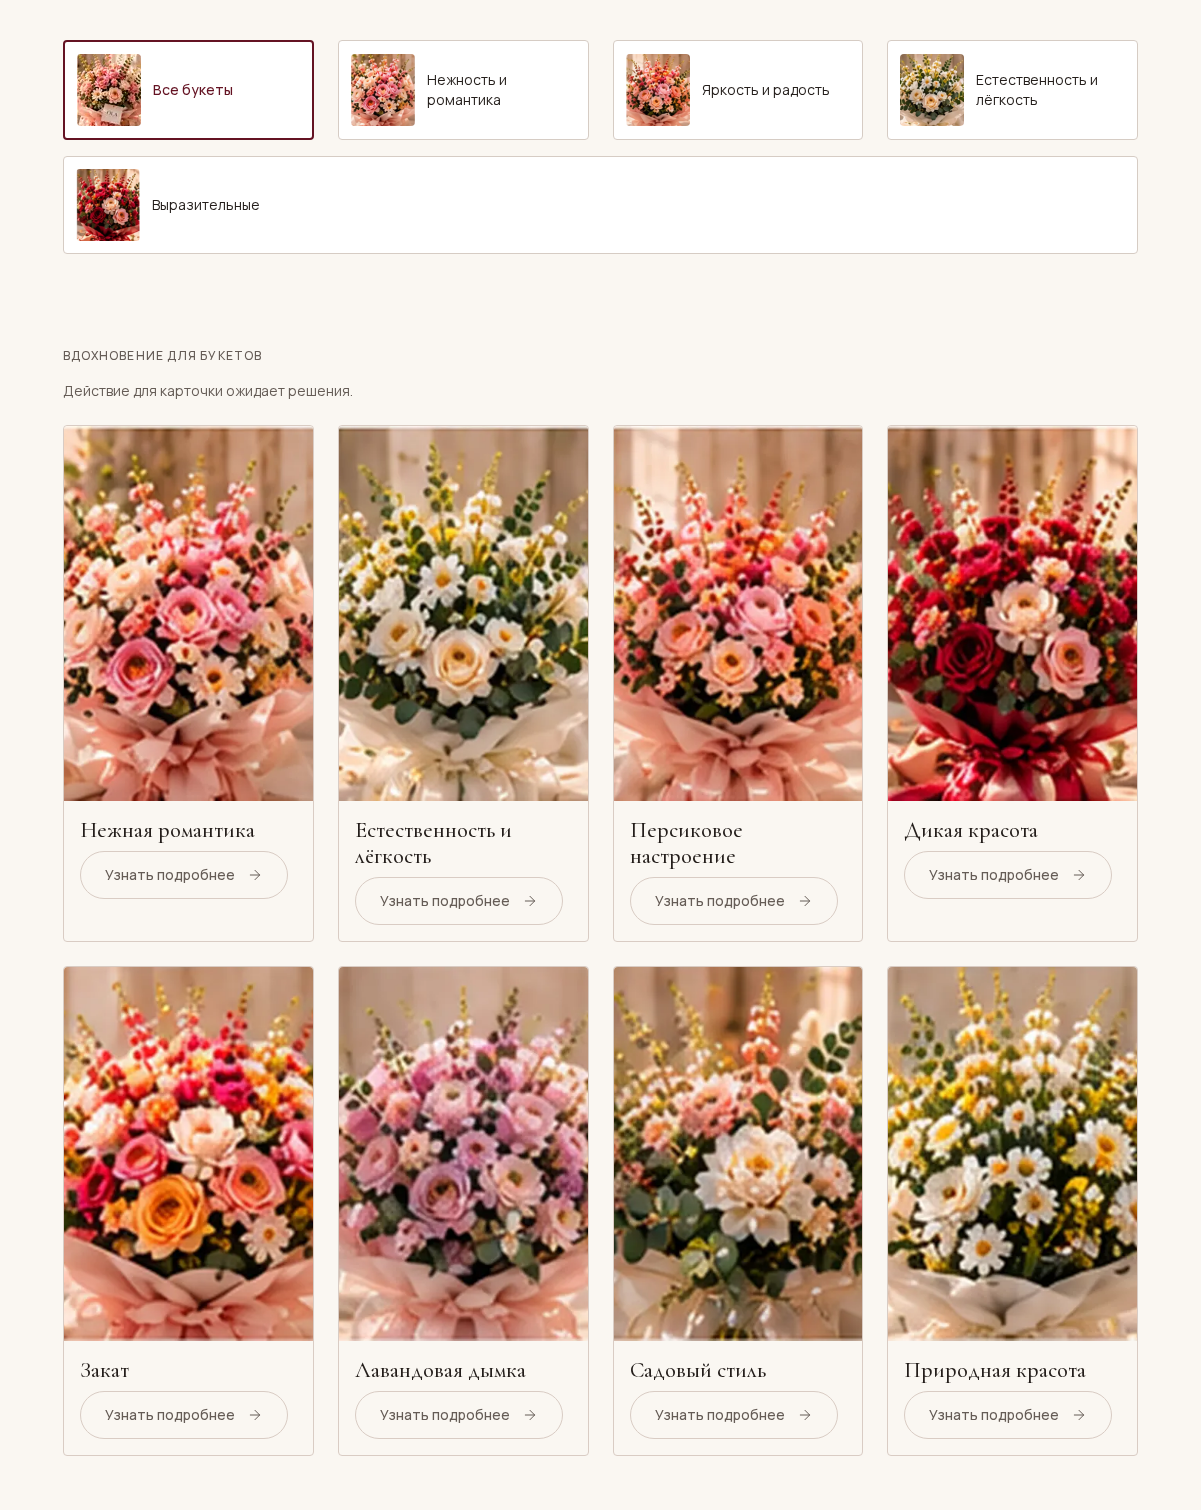 Все букеты
Нежность и
романтика
Яркость и радость
Естественность и
лёгкость
Выразительные
ВДОХНОВЕНИЕ ДЛЯ БУКЕТОВ
Действие для карточки ожидает решения.
Нежная романтика
Узнать подробнее
Естественность и
лёгкость
Узнать подробнее
Персиковое
настроение
Узнать подробнее
Дикая красота
Узнать подробнее
Закат
Узнать подробнее
Лавандовая дымка
Узнать подробнее
Садовый стиль
Узнать подробнее
Природная красота
Узнать подробнее